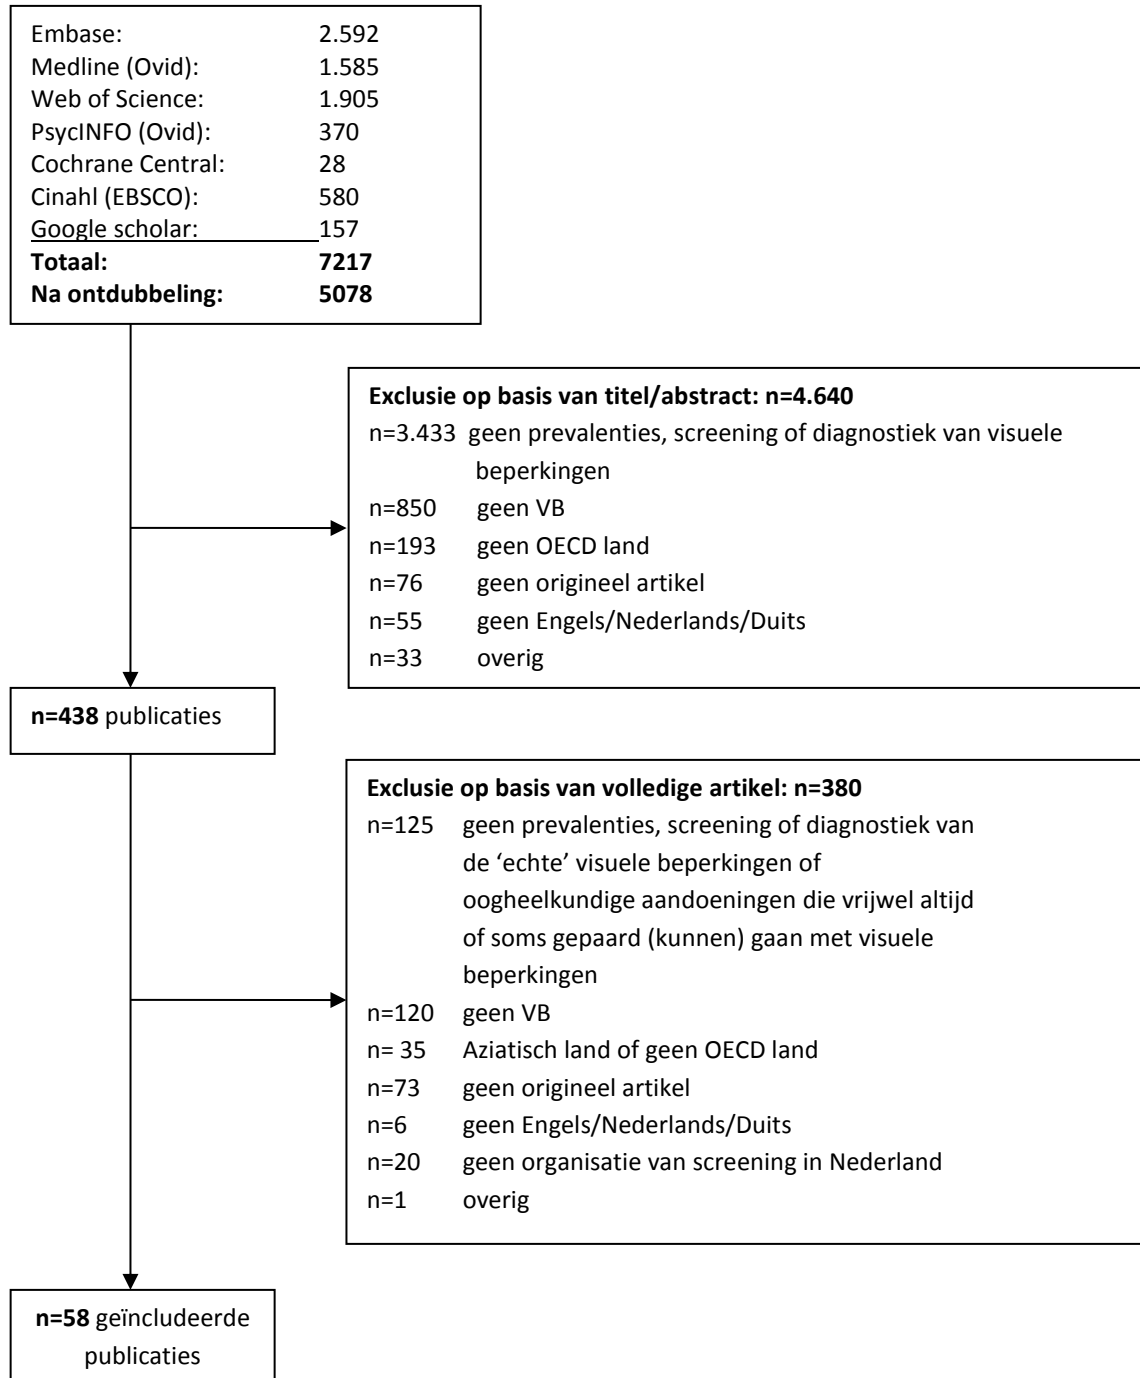 Embase: 2.592
Medline (Ovid): 1.585
Web of Science: 1.905
PsycINFO (Ovid): 370
Cochrane Central: 28
Cinahl (EBSCO): 580
Google scholar: 157
Totaal: 7217
Na ontdubbeling: 5078
Exclusie op basis van titel/abstract: n=4.640
n=3.433 geen prevalenties, screening of diagnostiek van visuele
beperkingen
n=850 geen VB
n=193 geen OECD land
n=76 geen origineel artikel
n=55 geen Engels/Nederlands/Duits
n=33 overig
n=438 publicaties
Exclusie op basis van volledige artikel: n=380
n=125 geen prevalenties, screening of diagnostiek van
de ‘echte’ visuele beperkingen of
oogheelkundige aandoeningen die vrijwel altijd
of soms gepaard (kunnen) gaan met visuele
beperkingen
n=120 geen VB
n= 35 Aziatisch land of geen OECD land
n=73 geen origineel artikel
n=6 geen Engels/Nederlands/Duits
n=20 geen organisatie van screening in Nederland
n=1 overig
n=58 geïncludeerde
publicaties